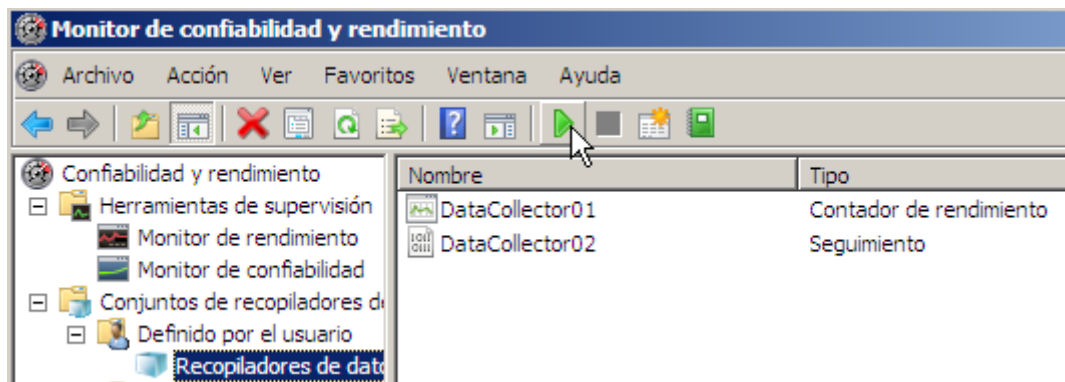 Monitor de confiabilidad y rendimiento
Archivo Acción Ver Favoritos Ventana Ayuda
Confiabilidad y rendimiento
Herramientas de supervisión
Monitor de rendimiento
Monitor de confiabilidad
Conjuntos de recopiladores de
Definido por el usuario
Recopiladores de dato
Nombre Tipo
DataCollector01 Contador de rendimiento
DataCollector02 Seguimiento